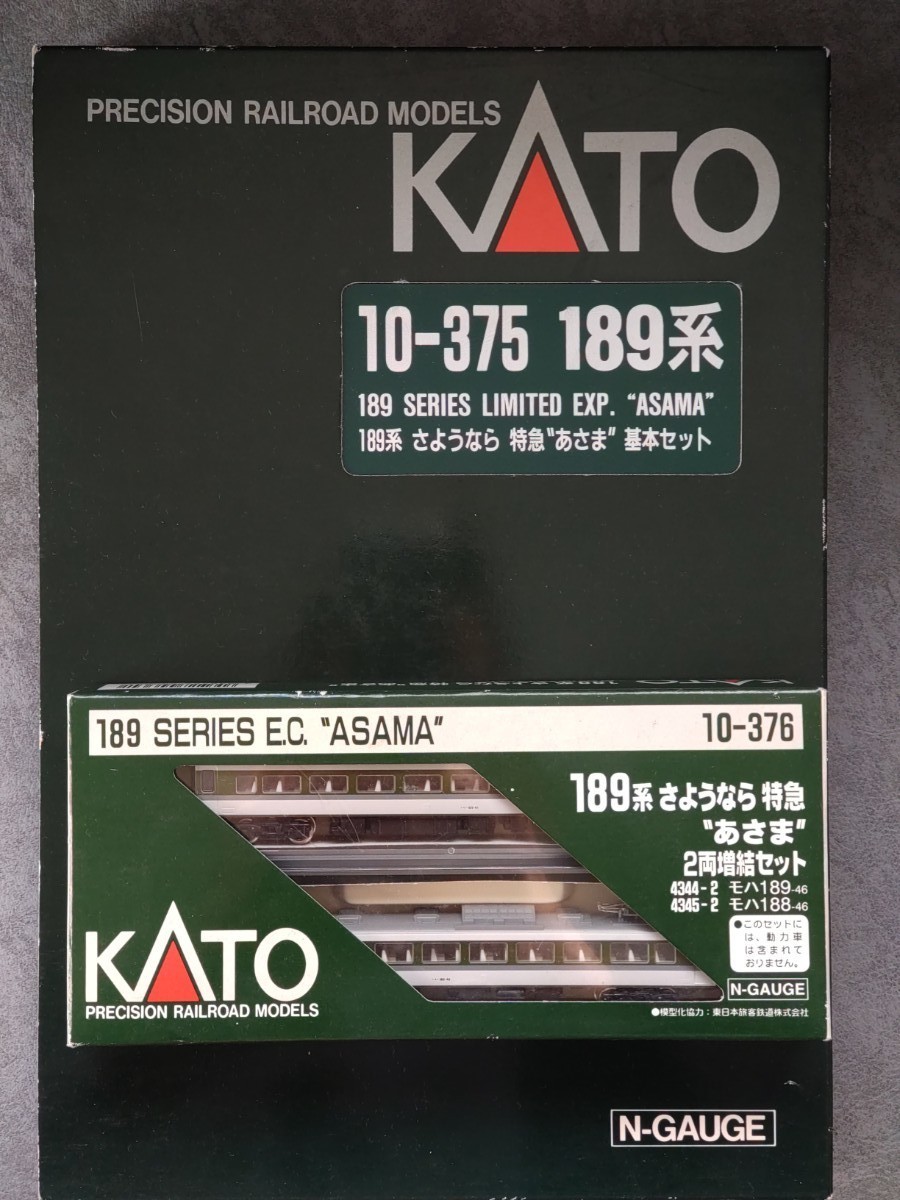 PRECISION RAILROAD MODELS
KATO
10-375 189系
189 SERIES LIMITED EXP. "ASAMA"
189系 さようなら 特急"あさま" 基本セット
189 SERIES E.C. "ASAMA"
10-376
189系 さようなら 特急
"あさま"
2両増結セット
4344-2 モハ189-46
4345-2 モハ188-46
●このセットに
は、動力車
は含まれて
おりません。
N-GAUGE
●模型化協力：東日本旅客鉄道株式会社
KATO
PRECISION RAILROAD MODELS
N-GAUGE